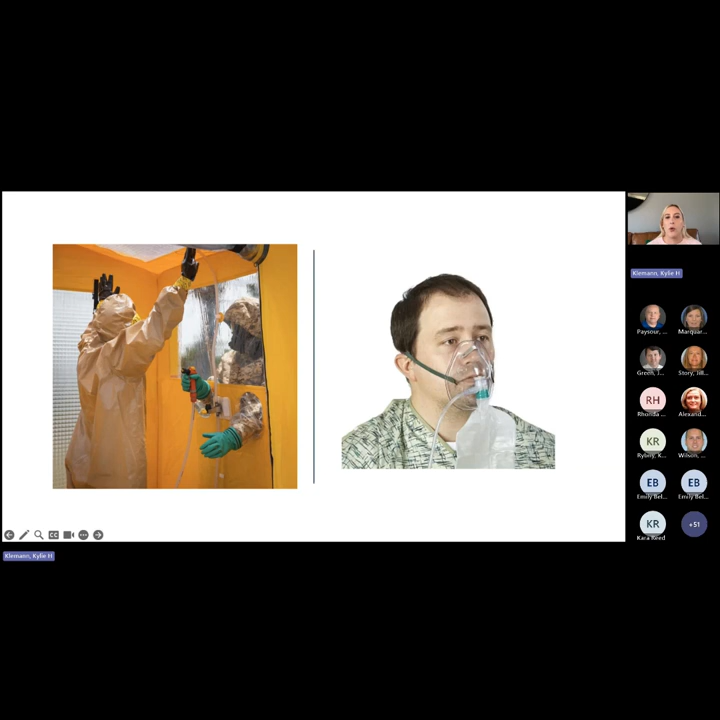 Klemann, Kylie H
Paysour, ...
Marquar...
Green, J...
Story, Jill...
RH
Rhonda ...
Alexand...
KR
EB
EB
Wilson, ...
Emily Bel...
Emily Bel...
KR
+51
Kara Reed
CC
Klemann, Kylie H